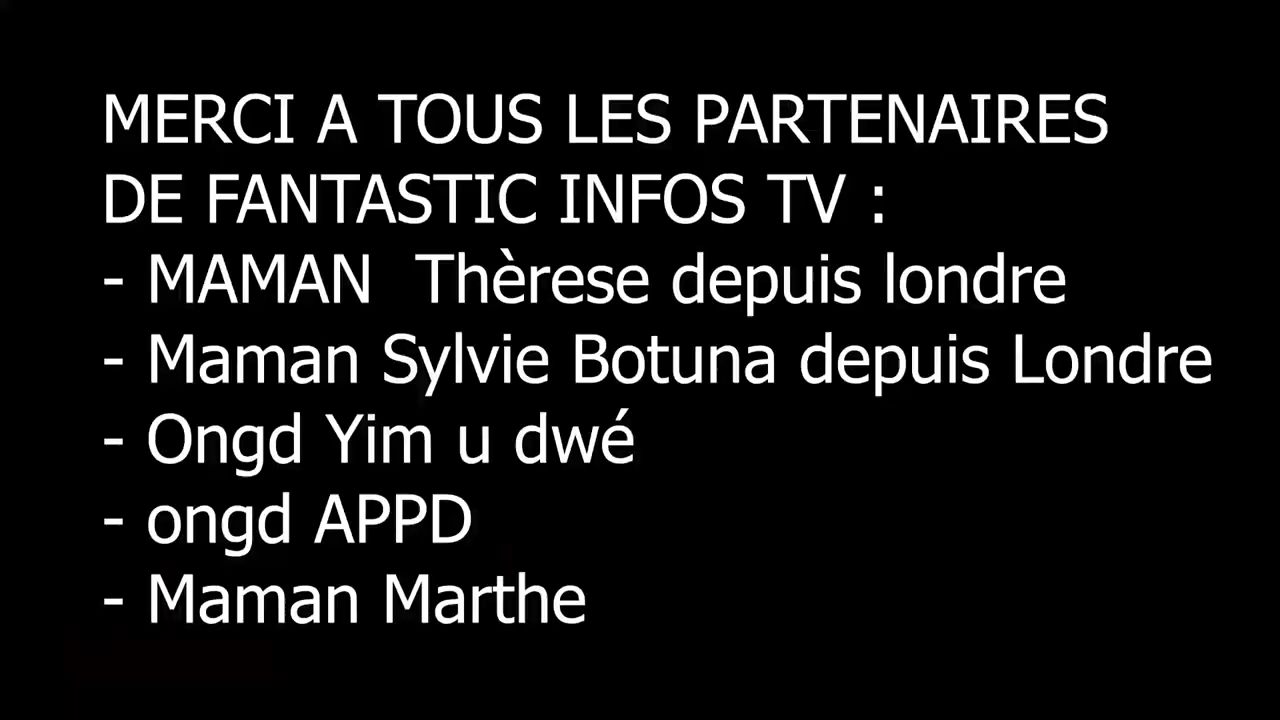 MERCI A TOUS LES PARTENAIRES
DE FANTASTIC INFOS TV :
- MAMAN  Thèrese depuis londre
- Maman Sylvie Botuna depuis Londre
- Ongd Yim u dwé
- ongd APPD
- Maman Marthe